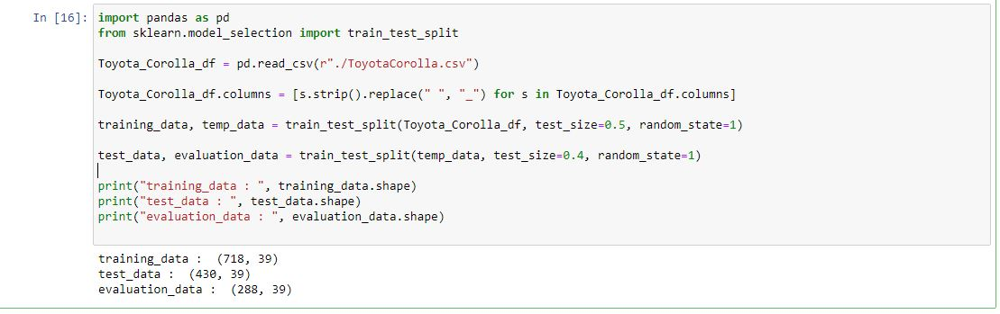 In [16]: import pandas as pd
from sklearn.model_selection import train_test_split
Toyota_Corolla_df = pd.read_csv(r"./ToyotaCorolla.csv")
Toyota_Corolla_df.columns = [s.strip().replace(" ", "_") for s in Toyota_Corolla_df.columns]
training_data, temp_data = train_test_split(Toyota_Corolla_df, test_size=0.5, random_state=1)
test_data, evaluation_data = train_test_split(temp_data, test_size=0.4, random_state=1)
print("training_data : ", training_data.shape)
print("test_data : ", test_data.shape)
print("evaluation_data : ", evaluation_data.shape)
training_data :  (718, 39)
test_data :  (430, 39)
evaluation_data :  (288, 39)